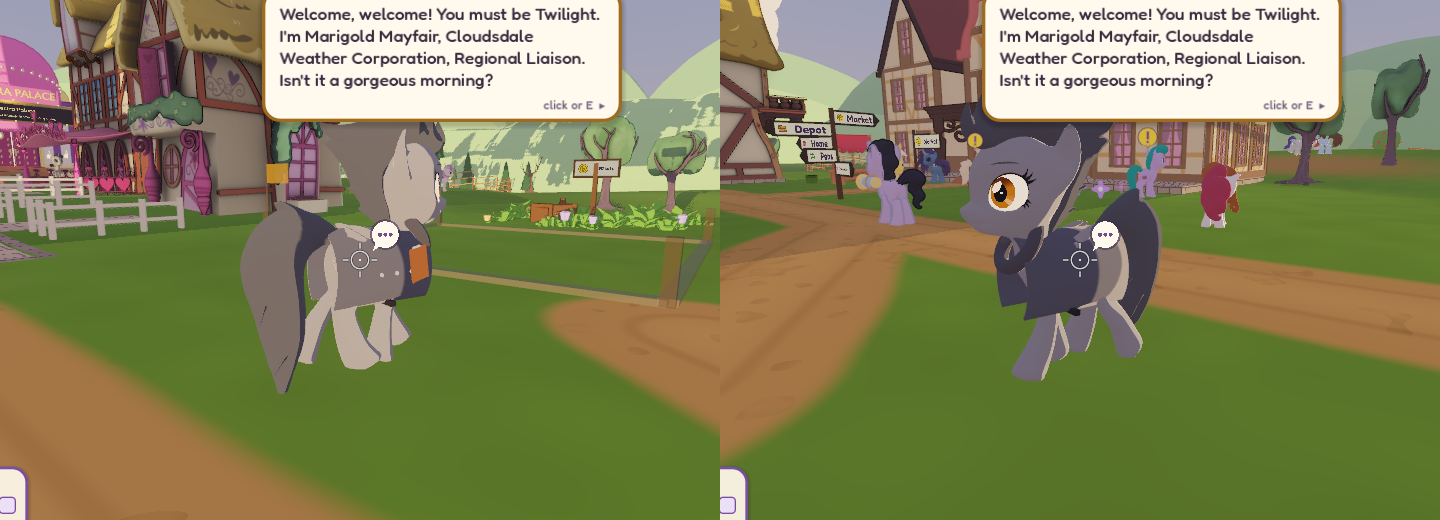 Welcome, welcome! You must be Twilight.
I'm Marigold Mayfair, Cloudsdale
Weather Corporation, Regional Liaison.
Isn't it a gorgeous morning?
click or E ▸
RA PALACE
Welcome, welcome! You must be Twilight.
I'm Marigold Mayfair, Cloudsdale
Weather Corporation, Regional Liaison.
Isn't it a gorgeous morning?
click or E ▸
Market
Depot
Home